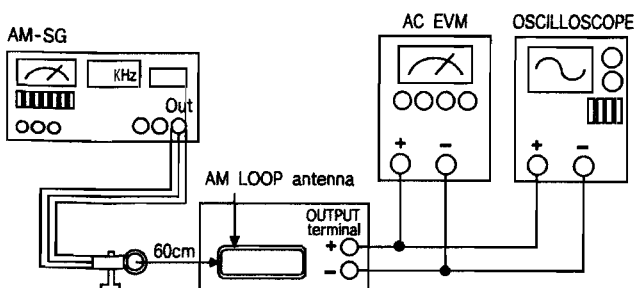 AM-SG
KHz
Out
AC EVM
OSCILLOSCOPE
+ −
+ −
AM LOOP antenna
60cm
OUTPUT
terminal
+
−